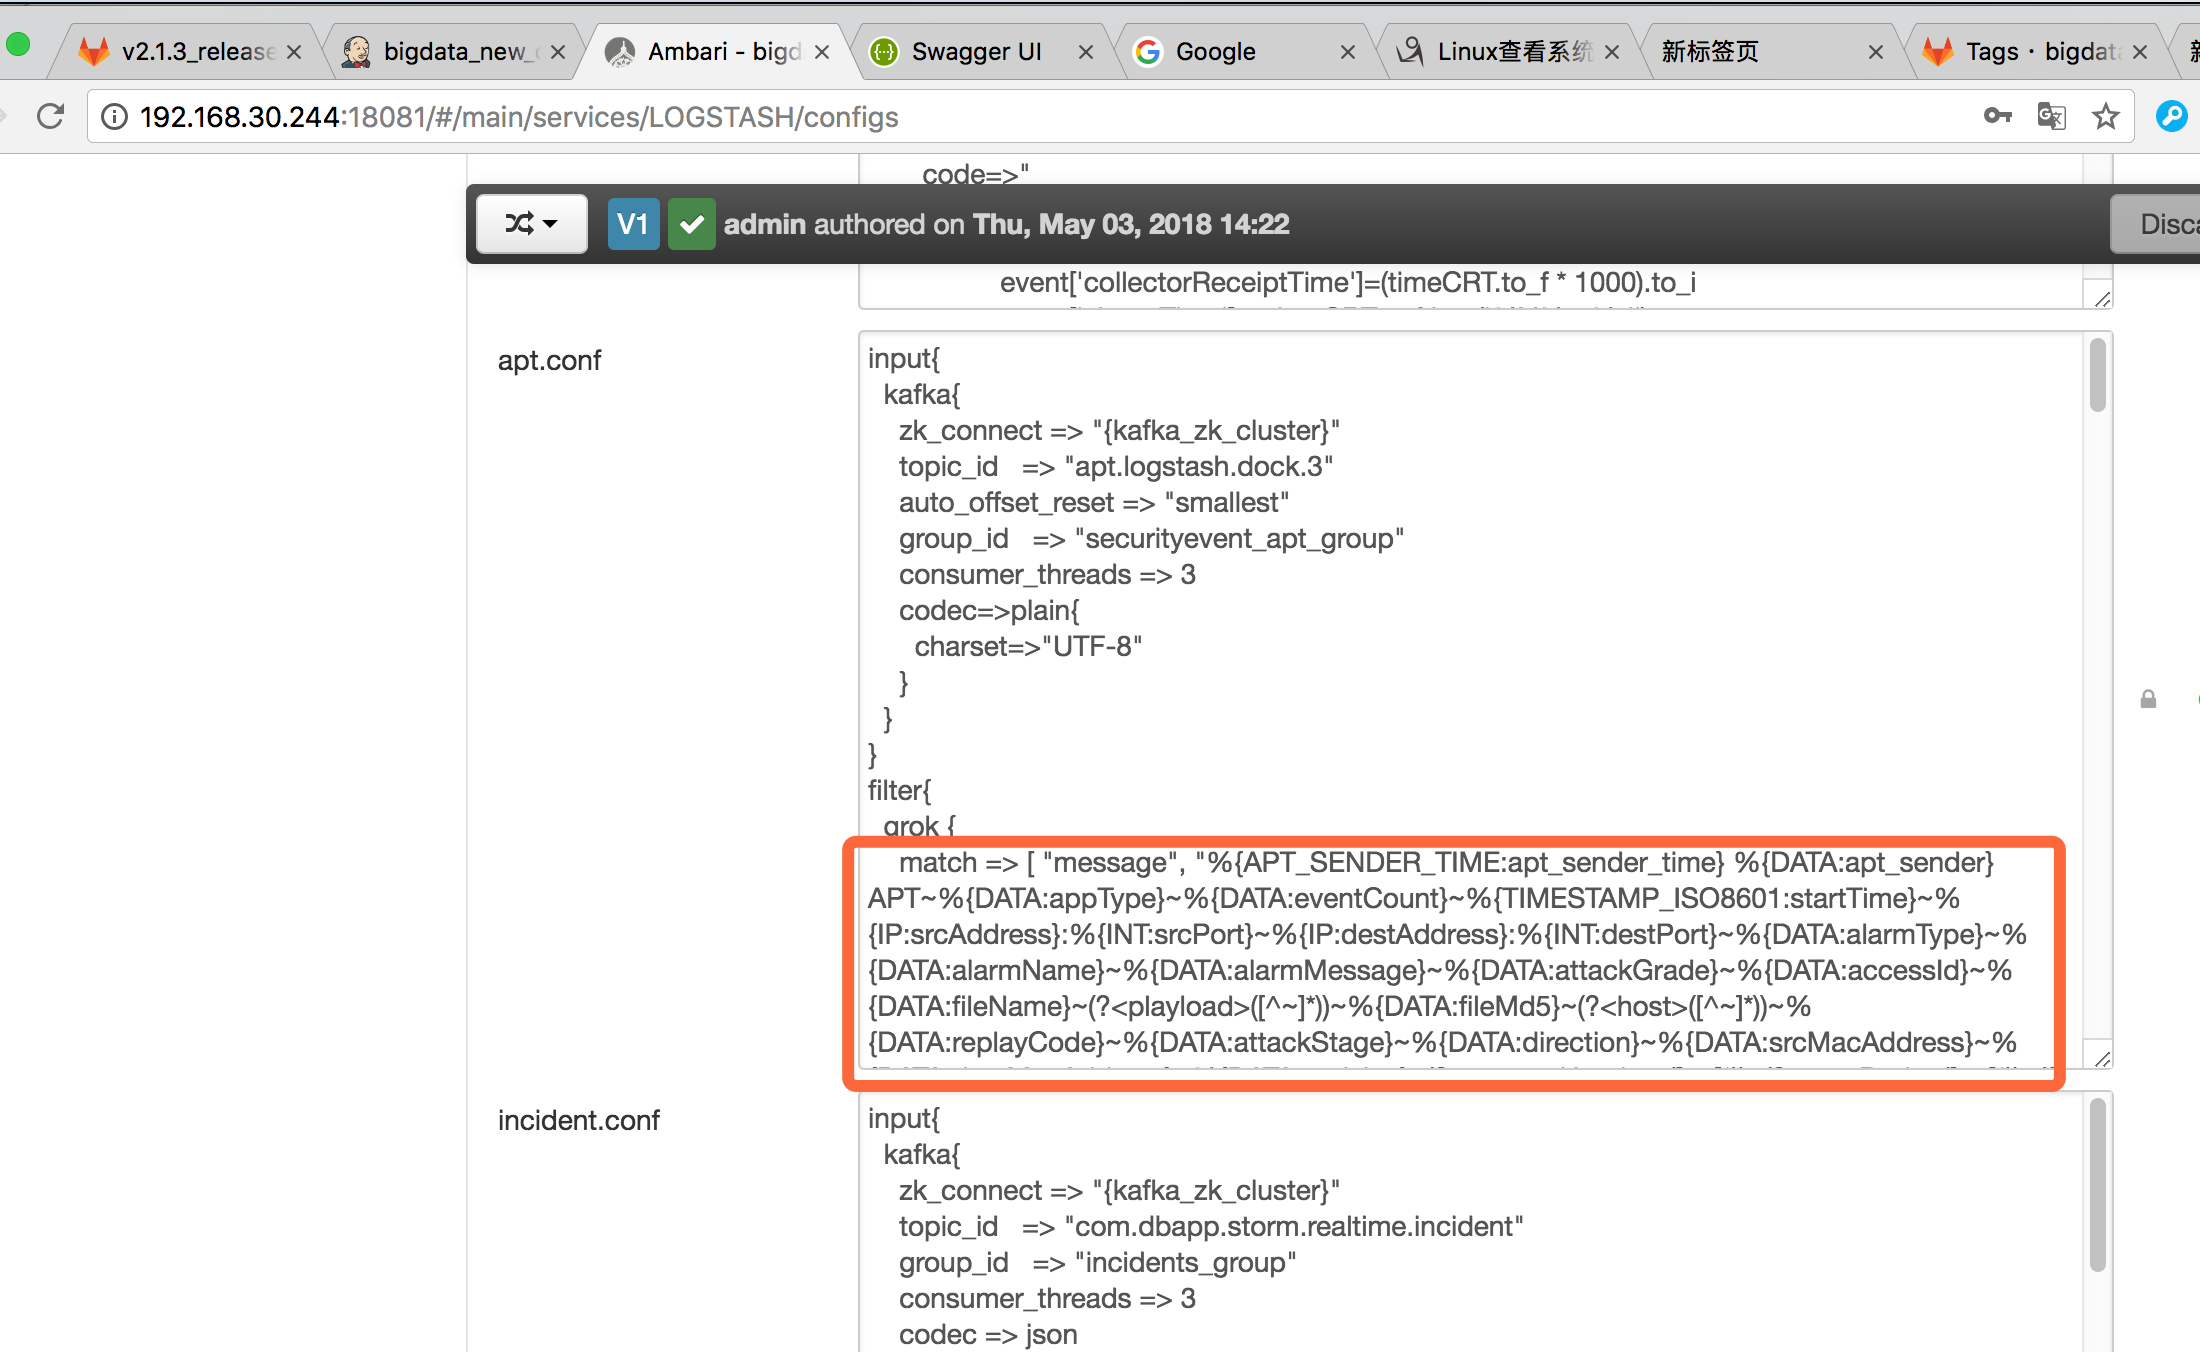 v2.1.3_release
bigdata_new_
Ambari - bigd
Swagger UI
Google
Linux查看系统
新标签页
Tags · bigdata
192.168.30.244:18081/#/main/services/LOGSTASH/configs
code=>"
V1 admin authored on Thu, May 03, 2018 14:22
Disca
event['collectorReceiptTime']=(timeCRT.to_f * 1000).to_i
apt.conf
input{
kafka{
zk_connect => "{kafka_zk_cluster}"
topic_id => "apt.logstash.dock.3"
auto_offset_reset => "smallest"
group_id => "securityevent_apt_group"
consumer_threads => 3
codec=>plain{
charset=>"UTF-8"
}
}
}
filter{
grok {
match => [ "message", "%{APT_SENDER_TIME:apt_sender_time} %{DATA:apt_sender}
APT~%{DATA:appType}~%{DATA:eventCount}~%{TIMESTAMP_ISO8601:startTime}~%
{IP:srcAddress}:%{INT:srcPort}~%{IP:destAddress}:%{INT:destPort}~%{DATA:alarmType}~%
{DATA:alarmName}~%{DATA:alarmMessage}~%{DATA:attackGrade}~%{DATA:accessId}~%
{DATA:fileName}~(?<playload>([^~]*))~%{DATA:fileMd5}~(?<host>([^~]*))~%
{DATA:replayCode}~%{DATA:attackStage}~%{DATA:direction}~%{DATA:srcMacAddress}~%
incident.conf
input{
kafka{
zk_connect => "{kafka_zk_cluster}"
topic_id => "com.dbapp.storm.realtime.incident"
group_id => "incidents_group"
consumer_threads => 3
codec => json